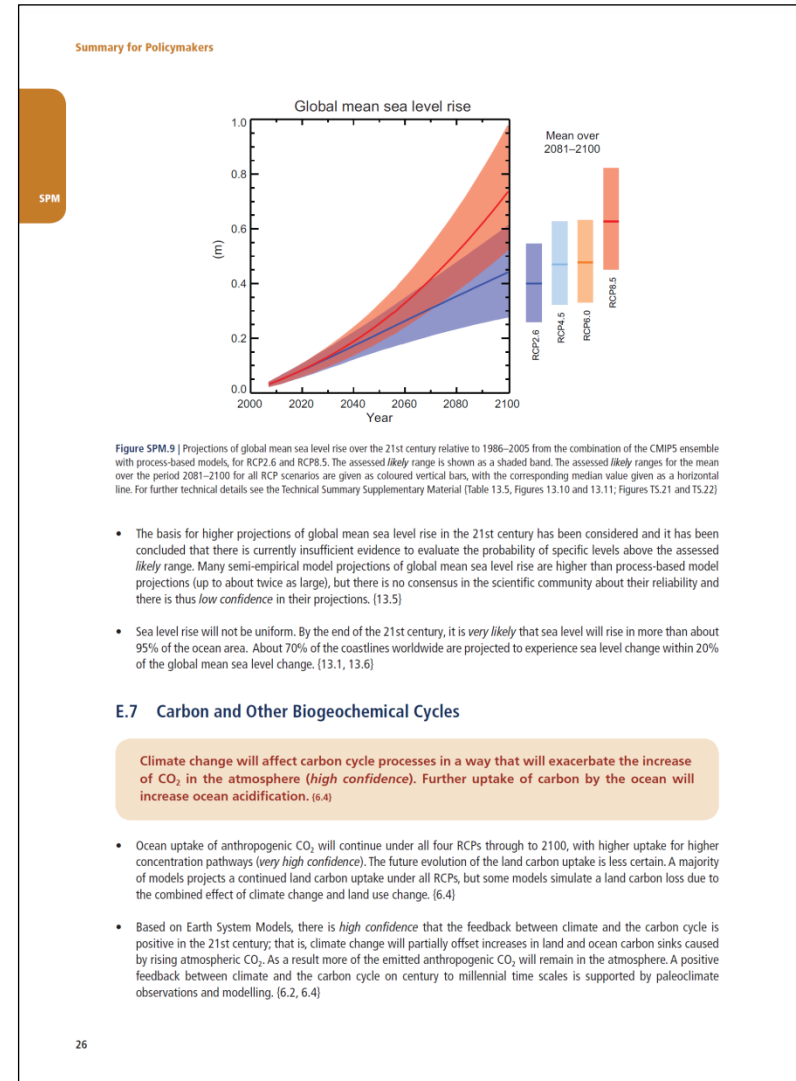 Summary for Policymakers
SPM
Global mean sea level rise
1.0
0.8
0.6
0.4
0.2
0.0
(m)
2000 2020 2040 2060 2080 2100
Year
Mean over
2081–2100
RCP2.6
RCP4.5
RCP6.0
RCP8.5
Figure SPM.9 | Projections of global mean sea level rise over the 21st century relative to 1986–2005 from the combination of the CMIP5 ensemble
with process-based models, for RCP2.6 and RCP8.5. The assessed likely range is shown as a shaded band. The assessed likely ranges for the mean
over the period 2081–2100 for all RCP scenarios are given as coloured vertical bars, with the corresponding median value given as a horizontal
line. For further technical details see the Technical Summary Supplementary Material {Table 13.5, Figures 13.10 and 13.11; Figures TS.21 and TS.22}
• The basis for higher projections of global mean sea level rise in the 21st century has been considered and it has been
concluded that there is currently insufficient evidence to evaluate the probability of specific levels above the assessed
likely range. Many semi-empirical model projections of global mean sea level rise are higher than process-based model
projections (up to about twice as large), but there is no consensus in the scientific community about their reliability and
there is thus low confidence in their projections. {13.5}
• Sea level rise will not be uniform. By the end of the 21st century, it is very likely that sea level will rise in more than about
95% of the ocean area. About 70% of the coastlines worldwide are projected to experience sea level change within 20%
of the global mean sea level change. {13.1, 13.6}
E.7 Carbon and Other Biogeochemical Cycles
Climate change will affect carbon cycle processes in a way that will exacerbate the increase
of CO₂ in the atmosphere (high confidence). Further uptake of carbon by the ocean will
increase ocean acidification. {6.4}
• Ocean uptake of anthropogenic CO₂ will continue under all four RCPs through to 2100, with higher uptake for higher
concentration pathways (very high confidence). The future evolution of the land carbon uptake is less certain. A majority
of models projects a continued land carbon uptake under all RCPs, but some models simulate a land carbon loss due to
the combined effect of climate change and land use change. {6.4}
• Based on Earth System Models, there is high confidence that the feedback between climate and the carbon cycle is
positive in the 21st century; that is, climate change will partially offset increases in land and ocean carbon sinks caused
by rising atmospheric CO₂. As a result more of the emitted anthropogenic CO₂ will remain in the atmosphere. A positive
feedback between climate and the carbon cycle on century to millennial time scales is supported by paleoclimate
observations and modelling. {6.2, 6.4}
26